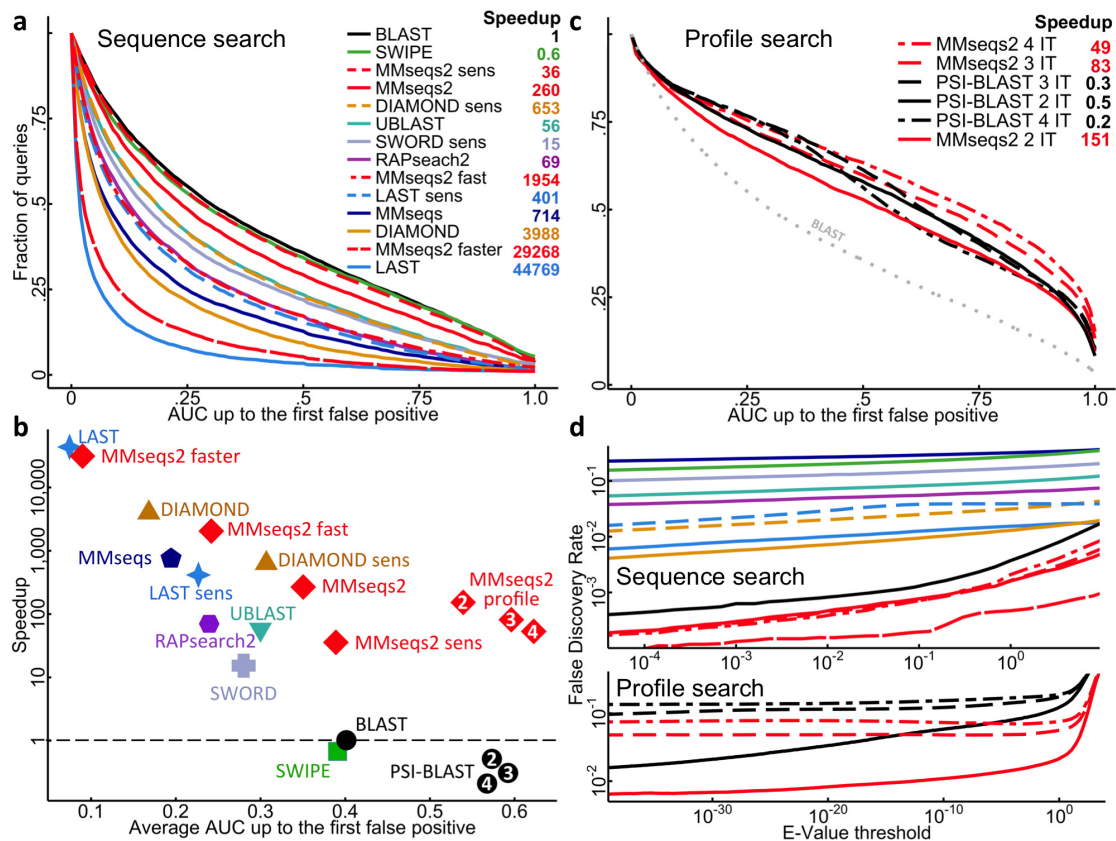 a
Sequence search
Speedup
BLAST 1
SWIPE 0.6
MMseqs2 sens 36
MMseqs2 260
DIAMOND sens 653
UBLAST 56
SWORD sens 15
RAPseach2 69
MMseqs2 fast 1954
LAST sens 401
MMseqs 714
DIAMOND 3988
MMseqs2 faster 29268
LAST 44769
Fraction of queries
.75
.5
.25
0
0 .25 .5 .75 1.0
AUC up to the first false positive
c
Profile search
Speedup
MMseqs2 4 IT 49
MMseqs2 3 IT 83
PSI-BLAST 3 IT 0.3
PSI-BLAST 2 IT 0.5
PSI-BLAST 4 IT 0.2
MMseqs2 2 IT 151
BLAST
.75
.5
.25
0
0 .25 .5 .75 1.0
AUC up to the first false positive
b
LAST
MMseqs2 faster
DIAMOND
MMseqs2 fast
MMseqs
DIAMOND sens
LAST sens
MMseqs2
MMseqs2
profile
2
3
4
UBLAST
RAPsearch2
MMseqs2 sens
SWORD
BLAST
SWIPE
PSI-BLAST
2
3
4
Speedup
10,000
1,000
100
10
1
0.1 0.2 0.3 0.4 0.5 0.6
Average AUC up to the first false positive
d
False Discovery Rate
10-1
10-2
10-3
Sequence search
10-4 10-3 10-2 10-1 100
Profile search
10-1
10-2
10-30 10-20 10-10 100
E-Value threshold